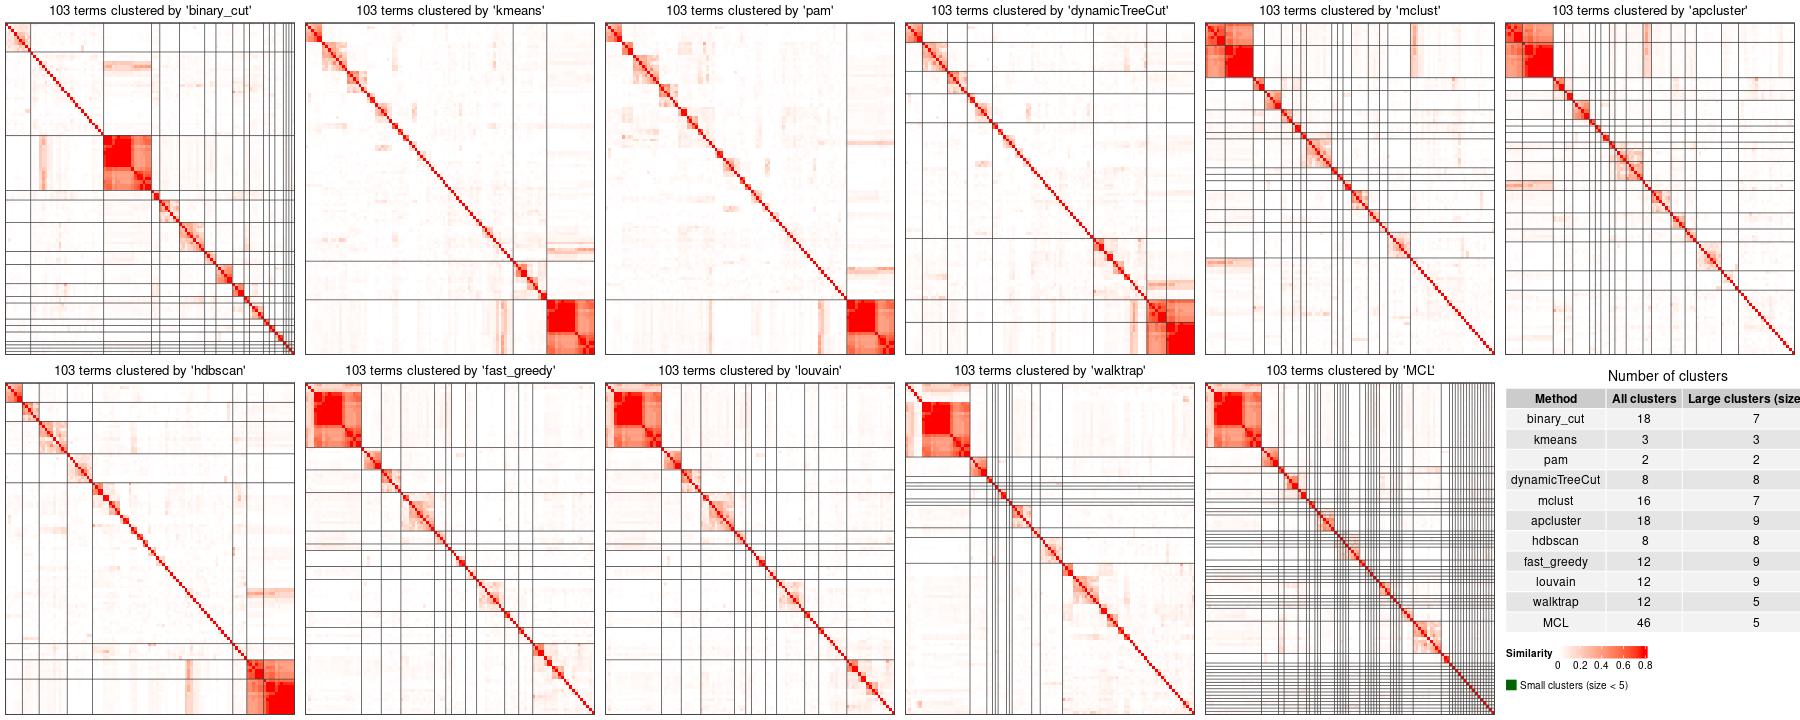 103 terms clustered by 'binary_cut'
103 terms clustered by 'kmeans'
103 terms clustered by 'pam'
103 terms clustered by 'dynamicTreeCut'
103 terms clustered by 'mclust'
103 terms clustered by 'apcluster'
103 terms clustered by 'hdbscan'
103 terms clustered by 'fast_greedy'
103 terms clustered by 'louvain'
103 terms clustered by 'walktrap'
103 terms clustered by 'MCL'
Number of clusters
Method All clusters Large clusters (size
binary_cut 18 7
kmeans 3 3
pam 2 2
dynamicTreeCut 8 8
mclust 16 7
apcluster 18 9
hdbscan 8 8
fast_greedy 12 9
louvain 12 9
walktrap 12 5
MCL 46 5
Similarity
0 0.2 0.4 0.6 0.8
Small clusters (size < 5)